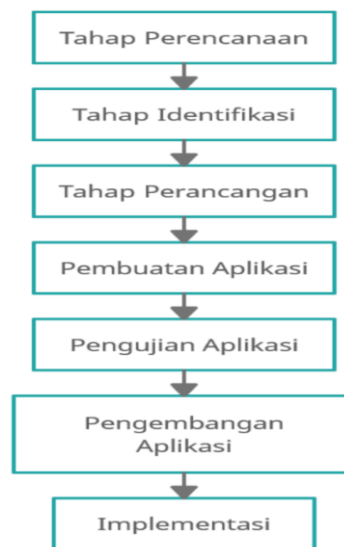 Tahap Perencanaan
Tahap Identifikasi
Tahap Perancangan
Pembuatan Aplikasi
Pengujian Aplikasi
Pengembangan
Aplikasi
Implementasi